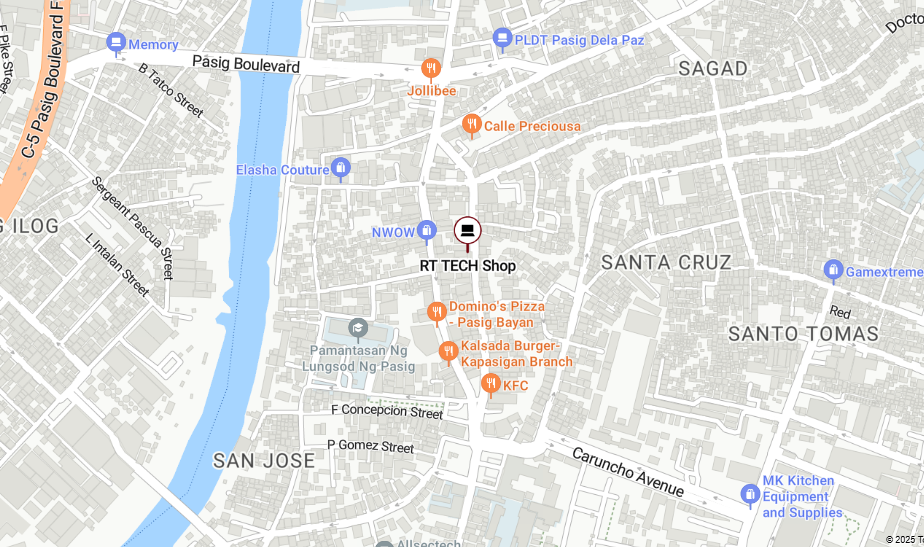 F Pike Street
C-5 Pasig Boulevard F
Memory
B Tatco Street
Pasig Boulevard
Jollibee
PLDT Pasig Dela Paz
SAGAD
Docto
Calle Preciousa
Elasha Couture
Sergeant Pascua Street
G ILOG
L Intalan Street
NWOW
RT TECH Shop
SANTA CRUZ
Gamextreme
Red
SANTO TOMAS
Domino's Pizza
- Pasig Bayan
Kalsada Burger-
Kapasigan Branch
Pamantasan Ng
Lungsod Ng Pasig
KFC
F Concepcion Street
P Gomez Street
SAN JOSE
Caruncho Avenue
MK Kitchen
Equipment
and Supplies
Allsectech
© 2025 T